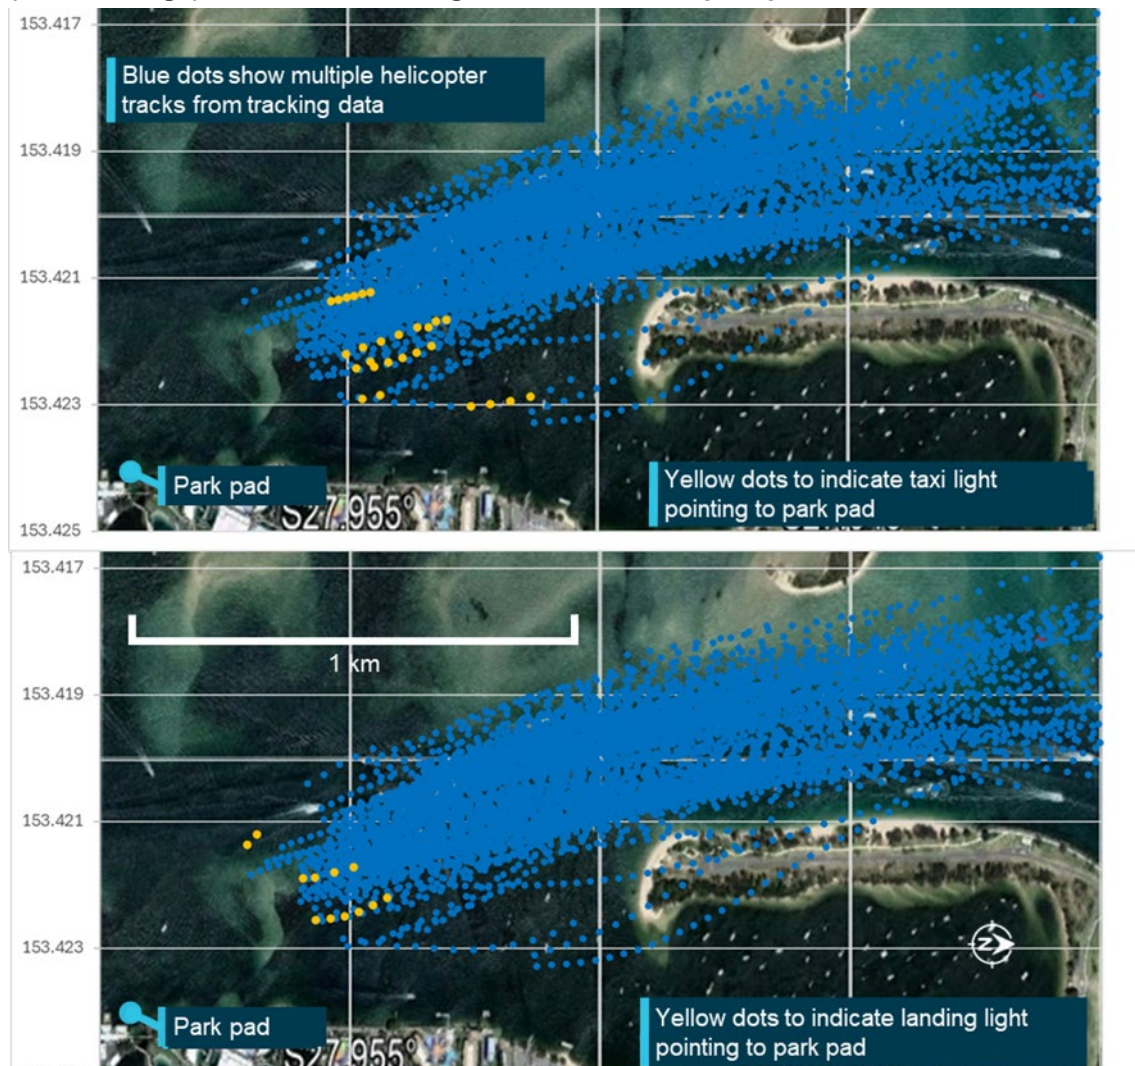 153.417
Blue dots show multiple helicopter
tracks from tracking data
153.419
153.421
153.423
Park pad
Yellow dots to indicate taxi light
pointing to park pad
S27.955°
153.425
153.417
1 km
153.419
153.421
153.423
Z
Park pad
Yellow dots to indicate landing light
pointing to park pad
S27.955°